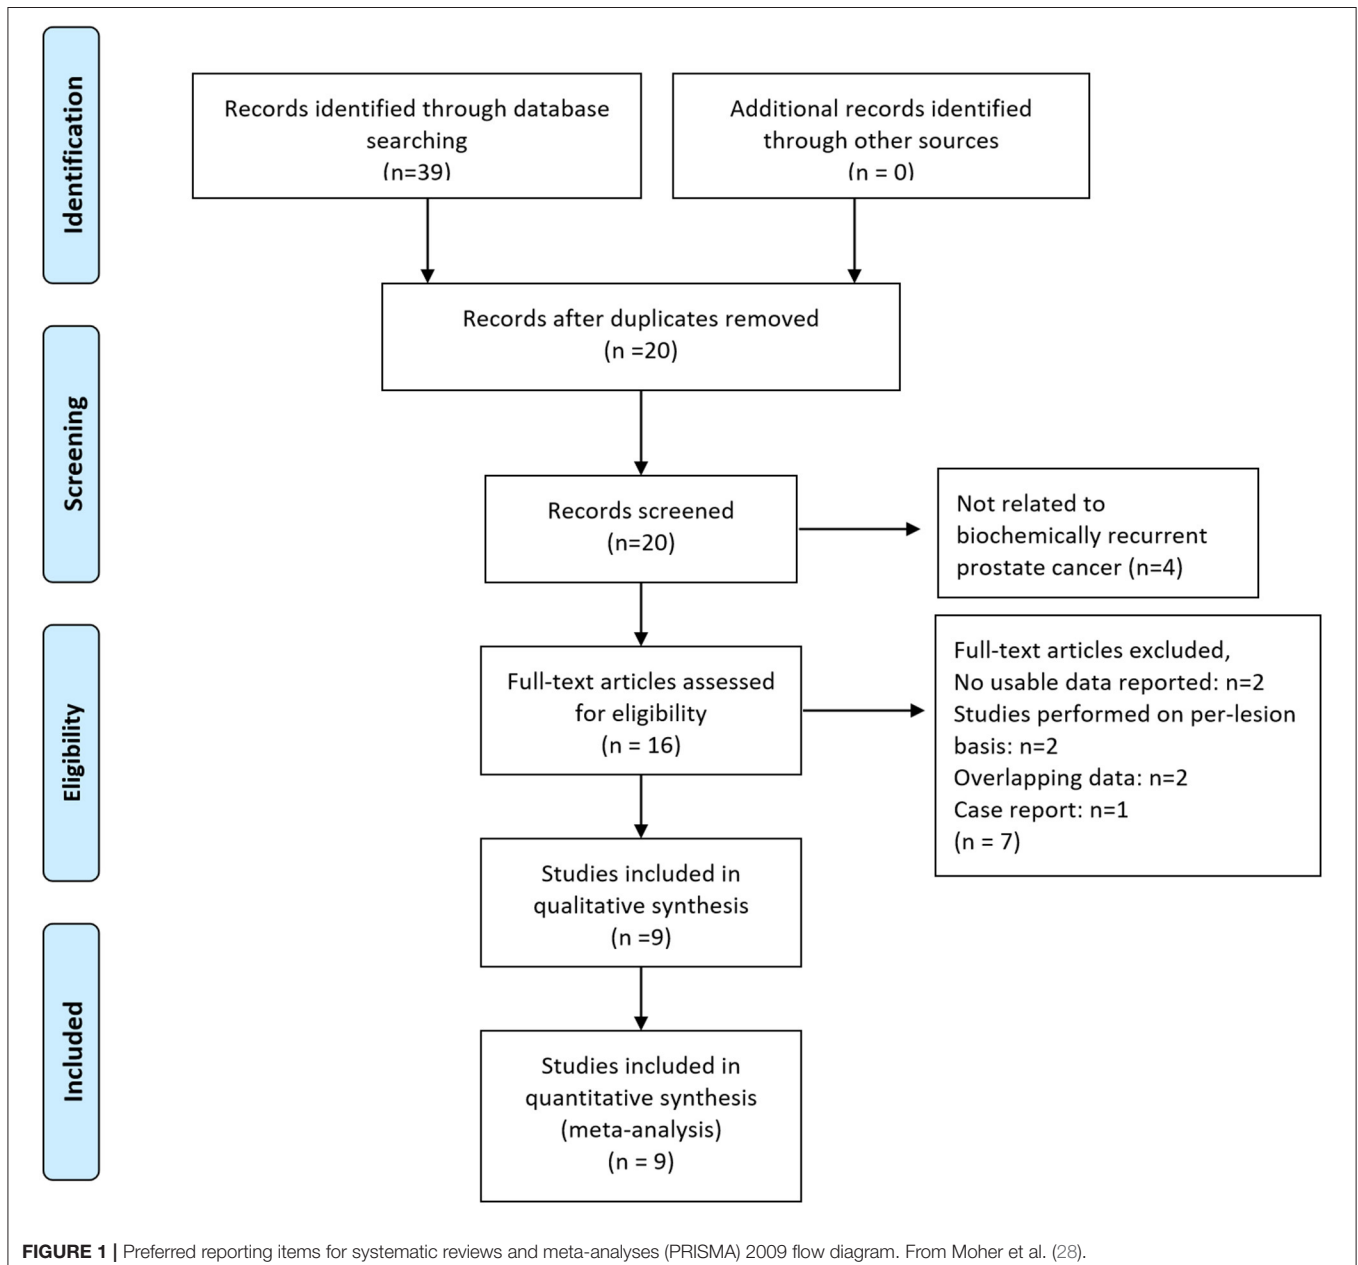 Identification
Records identified through database
searching
(n=39)
Additional records identified
through other sources
(n = 0)
Records after duplicates removed
(n =20)
Screening
Records screened
(n=20)
Not related to
biochemically recurrent
prostate cancer (n=4)
Eligibility
Full-text articles assessed
for eligibility
(n = 16)
Full-text articles excluded,
No usable data reported: n=2
Studies performed on per-lesion
basis: n=2
Overlapping data: n=2
Case report: n=1
(n = 7)
Studies included in
qualitative synthesis
(n =9)
Included
Studies included in
quantitative synthesis
(meta-analysis)
(n = 9)
FIGURE 1 | Preferred reporting items for systematic reviews and meta-analyses (PRISMA) 2009 flow diagram. From Moher et al. (28).